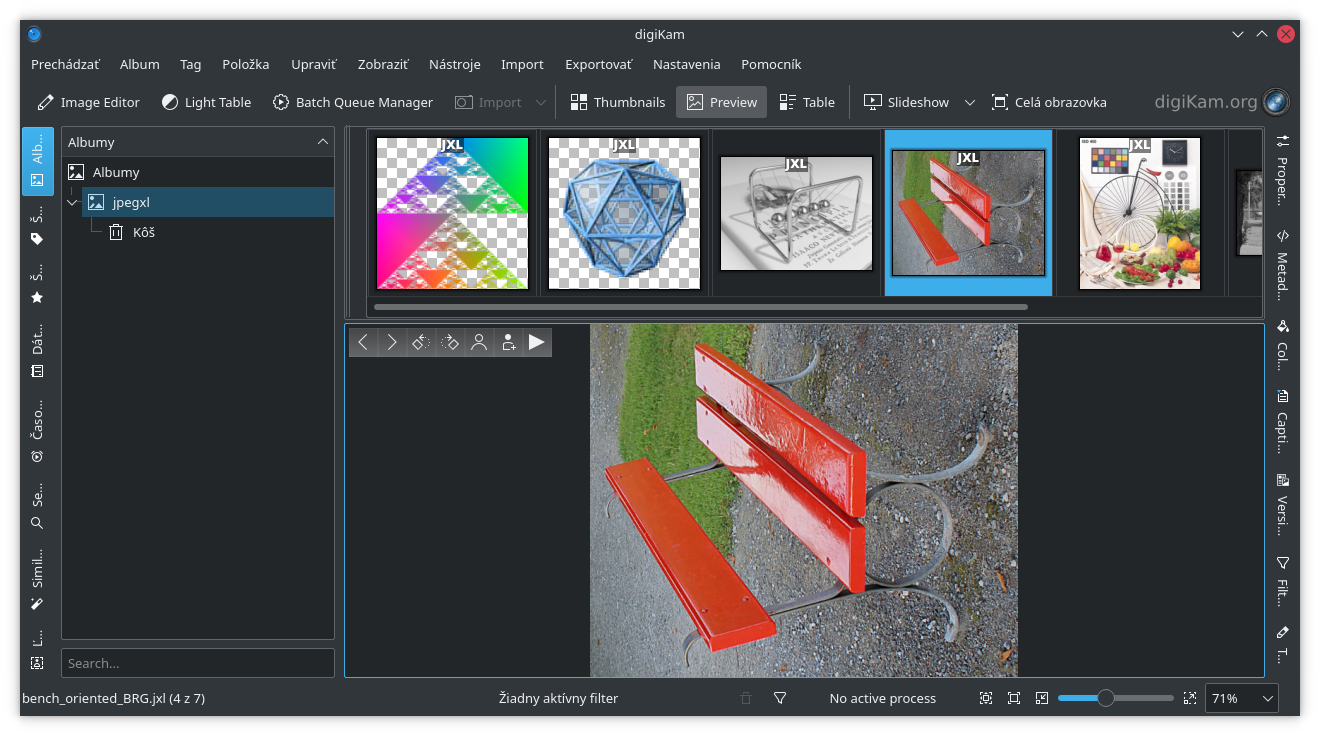 digiKam
Prechádzať Album Tag Položka Upraviť Zobraziť Nástroje Import Exportovať Nastavenia Pomocník
Image Editor Light Table Batch Queue Manager Import Thumbnails Preview Table Slideshow Celá obrazovka digiKam.org
Alb...
Š...
Š...
Dát...
Časo...
Se...
Simil...
Ľ...
Albumy
Albumy
jpegxl
Kôš
Search...
JXL
JXL
JXL
JXL
JXL
Proper...
Metad...
Col...
Capti...
Versi...
Filt...
T...
bench_oriented_BRG.jxl (4 z 7) Žiadny aktívny filter No active process 71%